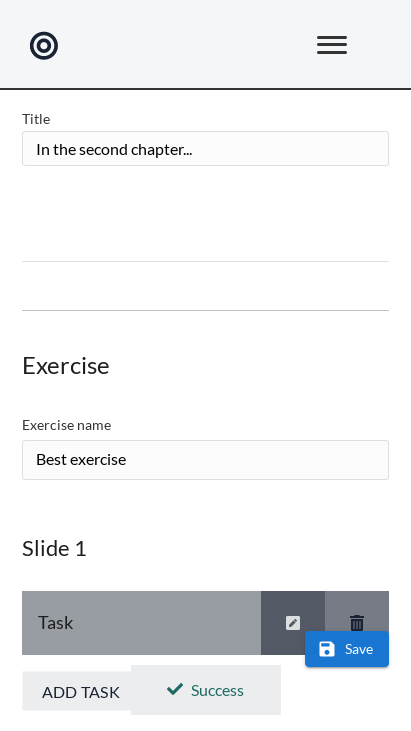 Title
In the second chapter...
Exercise
Exercise name
Best exercise
Slide 1
Task
Save
ADD TASK
Success